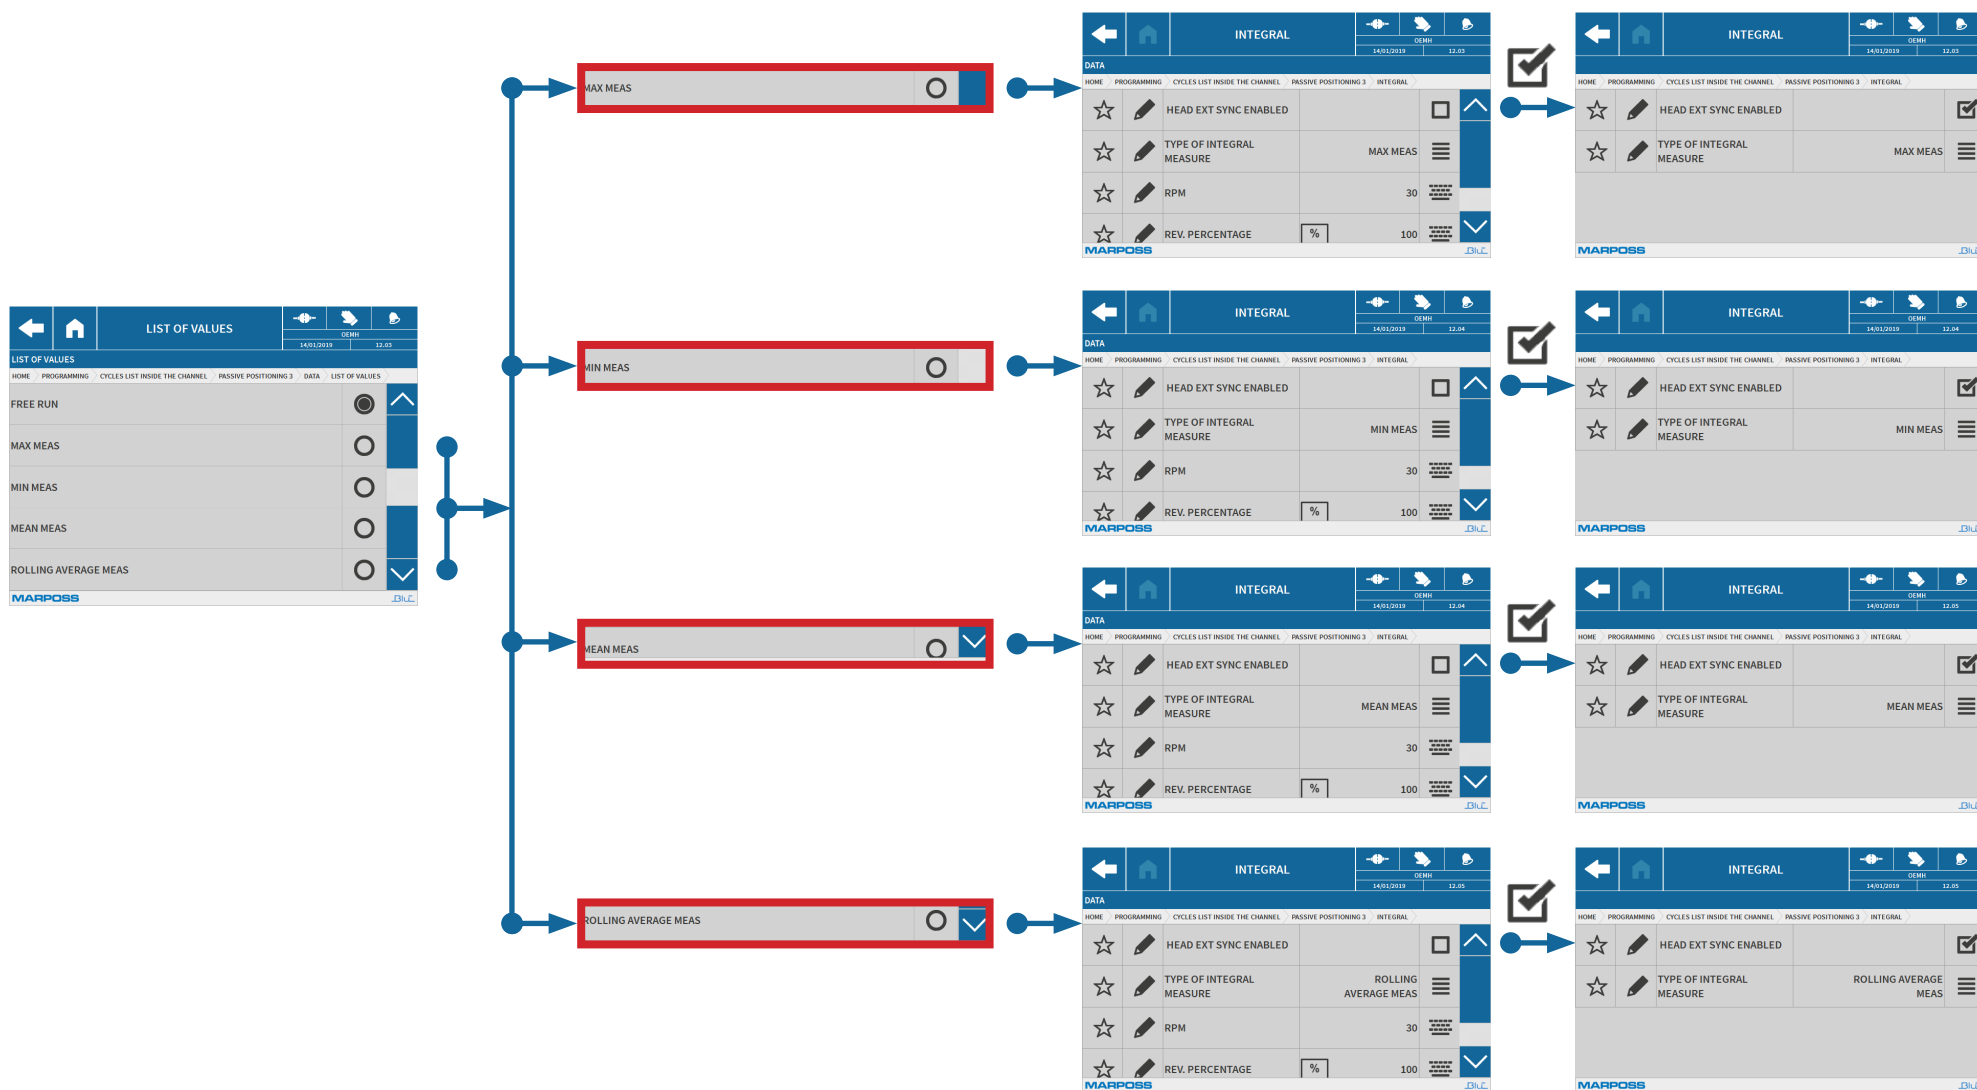 LIST OF VALUES
OEMH
14/01/2019 12.03
LIST OF VALUES
HOME PROGRAMMING CYCLES LIST INSIDE THE CHANNEL PASSIVE POSITIONING 3 DATA LIST OF VALUES
FREE RUN
MAX MEAS
MIN MEAS
MEAN MEAS
ROLLING AVERAGE MEAS
MARPOSS BLÚ
MAX MEAS
INTEGRAL
OEMH
14/01/2019 12.03
DATA
HOME PROGRAMMING CYCLES LIST INSIDE THE CHANNEL PASSIVE POSITIONING 3 INTEGRAL
HEAD EXT SYNC ENABLED
TYPE OF INTEGRAL
MEASURE
MAX MEAS
RPM 30
REV. PERCENTAGE % 100
MARPOSS
INTEGRAL
OEMH
14/01/2019 12.03
HOME PROGRAMMING CYCLES LIST INSIDE THE CHANNEL PASSIVE POSITIONING 3 INTEGRAL
HEAD EXT SYNC ENABLED
TYPE OF INTEGRAL
MEASURE
MAX MEAS
MARPOSS
MIN MEAS
INTEGRAL
OEMH
14/01/2019 12.04
DATA
HOME PROGRAMMING CYCLES LIST INSIDE THE CHANNEL PASSIVE POSITIONING 3 INTEGRAL
HEAD EXT SYNC ENABLED
TYPE OF INTEGRAL
MEASURE
MIN MEAS
RPM 30
REV. PERCENTAGE % 100
MARPOSS
INTEGRAL
OEMH
14/01/2019 12.04
HOME PROGRAMMING CYCLES LIST INSIDE THE CHANNEL PASSIVE POSITIONING 3 INTEGRAL
HEAD EXT SYNC ENABLED
TYPE OF INTEGRAL
MEASURE
MIN MEAS
MARPOSS
MEAN MEAS
INTEGRAL
OEMH
14/01/2019 12.04
DATA
HOME PROGRAMMING CYCLES LIST INSIDE THE CHANNEL PASSIVE POSITIONING 3 INTEGRAL
HEAD EXT SYNC ENABLED
TYPE OF INTEGRAL
MEASURE
MEAN MEAS
RPM 30
REV. PERCENTAGE % 100
MARPOSS
INTEGRAL
OEMH
14/01/2019 12.05
HOME PROGRAMMING CYCLES LIST INSIDE THE CHANNEL PASSIVE POSITIONING 3 INTEGRAL
HEAD EXT SYNC ENABLED
TYPE OF INTEGRAL
MEASURE
MEAN MEAS
MARPOSS
ROLLING AVERAGE MEAS
INTEGRAL
OEMH
14/01/2019 12.05
DATA
HOME PROGRAMMING CYCLES LIST INSIDE THE CHANNEL PASSIVE POSITIONING 3 INTEGRAL
HEAD EXT SYNC ENABLED
TYPE OF INTEGRAL
MEASURE
ROLLING
AVERAGE MEAS
RPM 30
REV. PERCENTAGE % 100
MARPOSS
INTEGRAL
OEMH
14/01/2019 12.05
HOME PROGRAMMING CYCLES LIST INSIDE THE CHANNEL PASSIVE POSITIONING 3 INTEGRAL
HEAD EXT SYNC ENABLED
TYPE OF INTEGRAL
MEASURE
ROLLING AVERAGE
MEAS
MARPOSS